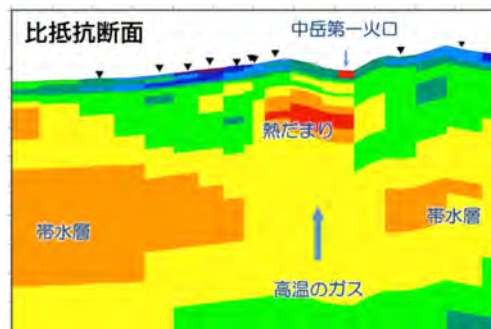 比抵抗断面
中岳第一火口
熱だまり
帯水層
帯水層
高温のガス